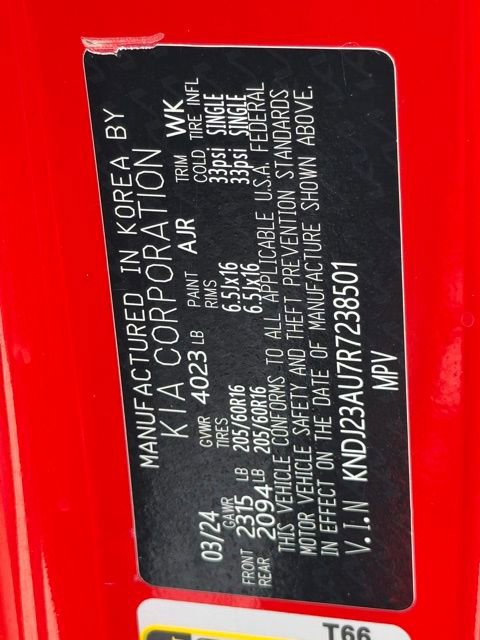 MANUFACTURED IN KOREA BY
KIA CORPORATION
03/24 GVWR 4023 LB PAINT AJR TRIM WK
GAWR TIRES RIMS COLD TIRE INFL
FRONT 2315 LB 205/60R16 6.5Jx16 33psi SINGLE
REAR 2094 LB 205/60R16 6.5Jx16 33psi SINGLE
THIS VEHICLE CONFORMS TO ALL APPLICABLE U.S.A. FEDERAL
MOTOR VEHICLE SAFETY AND THEFT PREVENTION STANDARDS
IN EFFECT ON THE DATE OF MANUFACTURE SHOWN ABOVE.
V.I.N KNDJ23AU7R7238501
MPV
T66